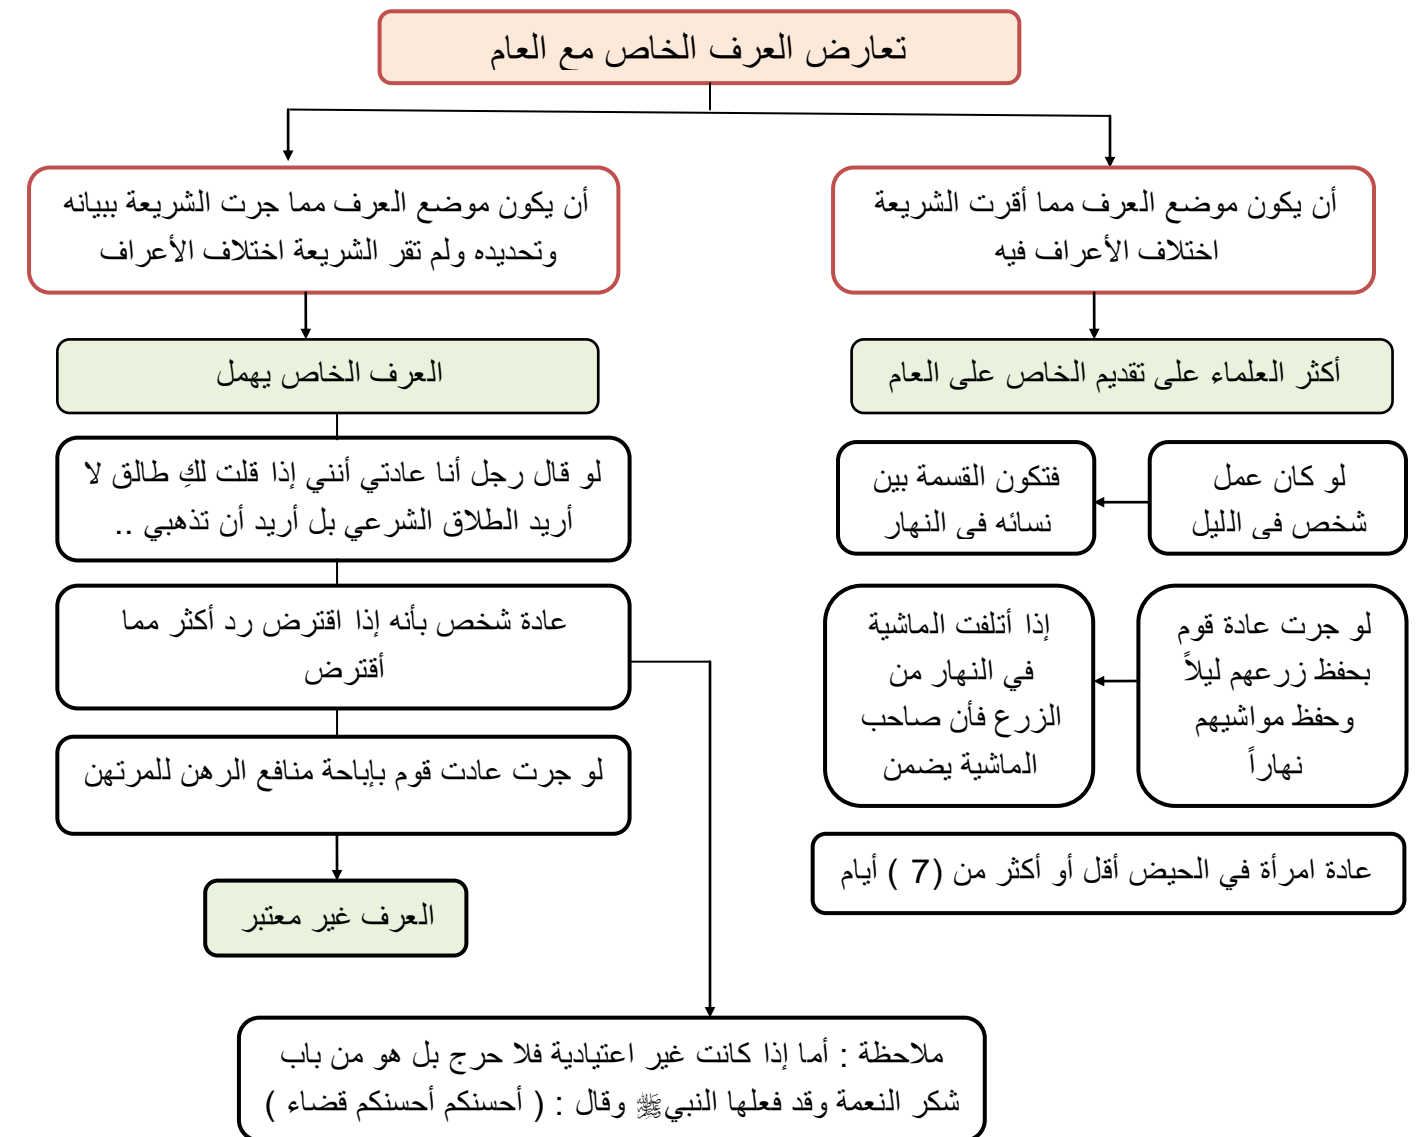 تعارض العرف الخاص مع العام
أن يكون موضع العرف مما أقرت الشريعة
اختلاف الأعراف فيه
أكثر العلماء على تقديم الخاص على العام
لو كان عمل
شخص في الليل
فتكون القسمة بين
نسائه في النهار
لو جرت عادة قوم
بحفظ زرعهم ليلاً
وحفظ مواشيهم
نهاراً
إذا أتلفت الماشية
في النهار من
الزرع فأن صاحب
الماشية يضمن
عادة امرأة في الحيض أقل أو أكثر من (7 ) أيام
أن يكون موضع العرف مما جرت الشريعة ببيانه
وتحديده ولم تقر الشريعة اختلاف الأعراف
العرف الخاص يهمل
لو قال رجل أنا عادتي أنني إذا قلت لكِ طالق لا
أريد الطلاق الشرعي بل أريد أن تذهبي ..
عادة شخص بأنه إذا اقترض رد أكثر مما
أقترض
لو جرت عادت قوم بإباحة منافع الرهن للمرتهن
العرف غير معتبر
ملاحظة : أما إذا كانت غير اعتيادية فلا حرج بل هو من باب
شكر النعمة وقد فعلها النبي ﷺ وقال : ( أحسنكم أحسنكم قضاء )